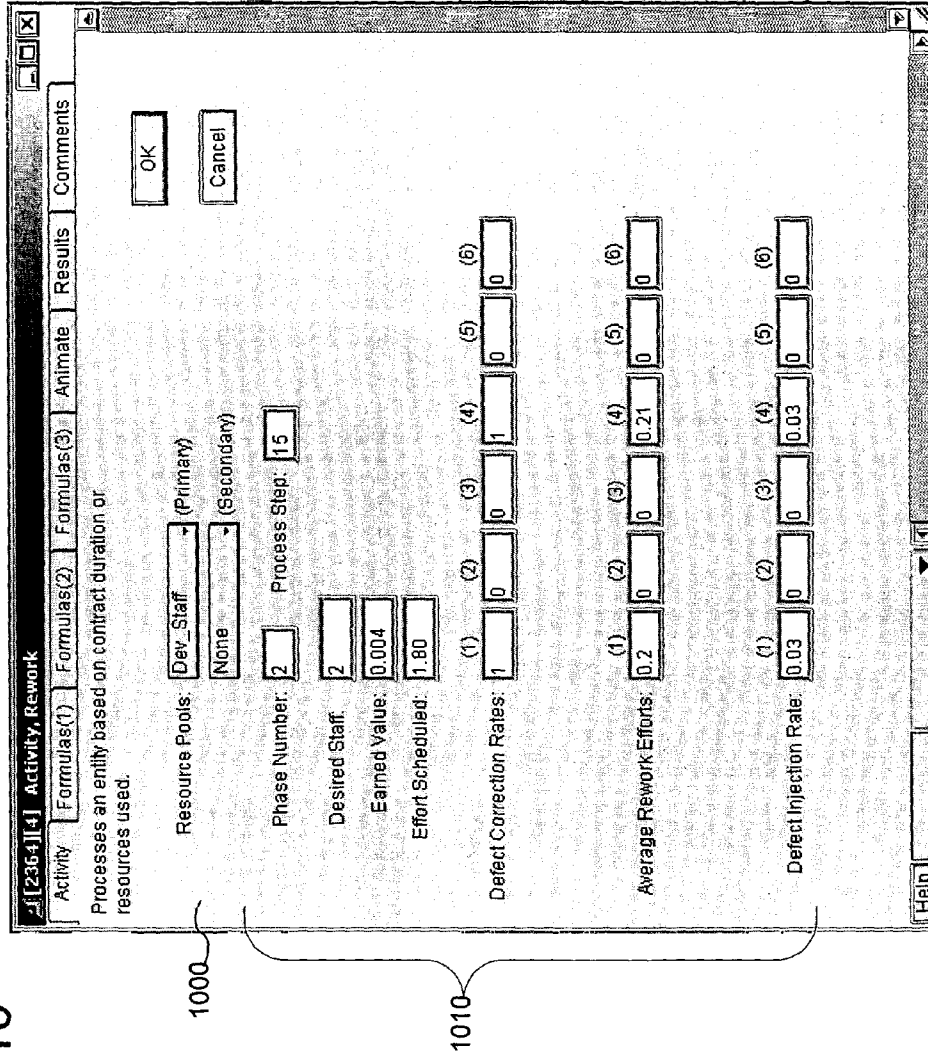 [2364][4] Activity, Rework
Activity Formulas(1) Formulas(2) Formulas(3) Animate Results Comments
Processes an entity based on contract duration or
resources used.
OK
Cancel
1000
Resource Pools: Dev_Staff (Primary)
None (Secondary)
Phase Number: 2 Process Step: 15
Desired Staff: 2
Earned Value: 0.004
Effort Scheduled: 1.80
1010
(1) (2) (3) (4) (5) (6)
Defect Correction Rates: 1 0 0 1 0 0
(1) (2) (3) (4) (5) (6)
Average Rework Efforts: 0.2 0 0 0.21 0 0
(1) (2) (3) (4) (5) (6)
Defect Injection Rate: 0.03 0 0 0.03 0 0
Help